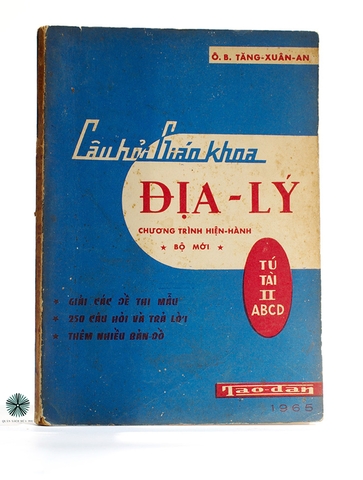 Ô. B. TĂNG-XUÂN-AN
Câu hỏi Giáo khoa
ĐỊA-LÝ
CHƯƠNG TRÌNH HIỆN-HÀNH
★ BỘ MỚI ★
TÚ
TÀI
II
ABCD
★ GIẢI CÁC ĐỀ THI MẪU
★ 250 CÂU HỎI VÀ TRẢ LỜI
★ THÊM NHIỀU BẢN-ĐỒ
Tao-đàn
1965